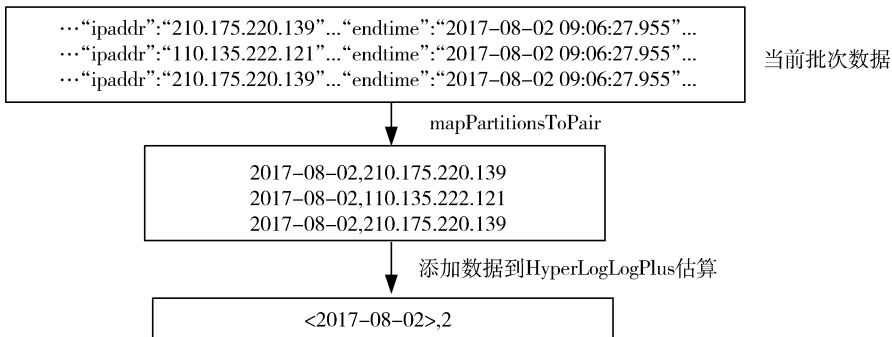 …“ipaddr”:“210.175.220.139”...“endtime”:“2017-08-02 09:06:27.955”...
…“ipaddr”:“110.135.222.121”...“endtime”:“2017-08-02 09:06:27.955”...
…“ipaddr”:“210.175.220.139”...“endtime”:“2017-08-02 09:06:27.955”...
当前批次数据
mapPartitionsToPair
2017-08-02,210.175.220.139
2017-08-02,110.135.222.121
2017-08-02,210.175.220.139
添加数据到HyperLogLogPlus估算
<2017-08-02>,2